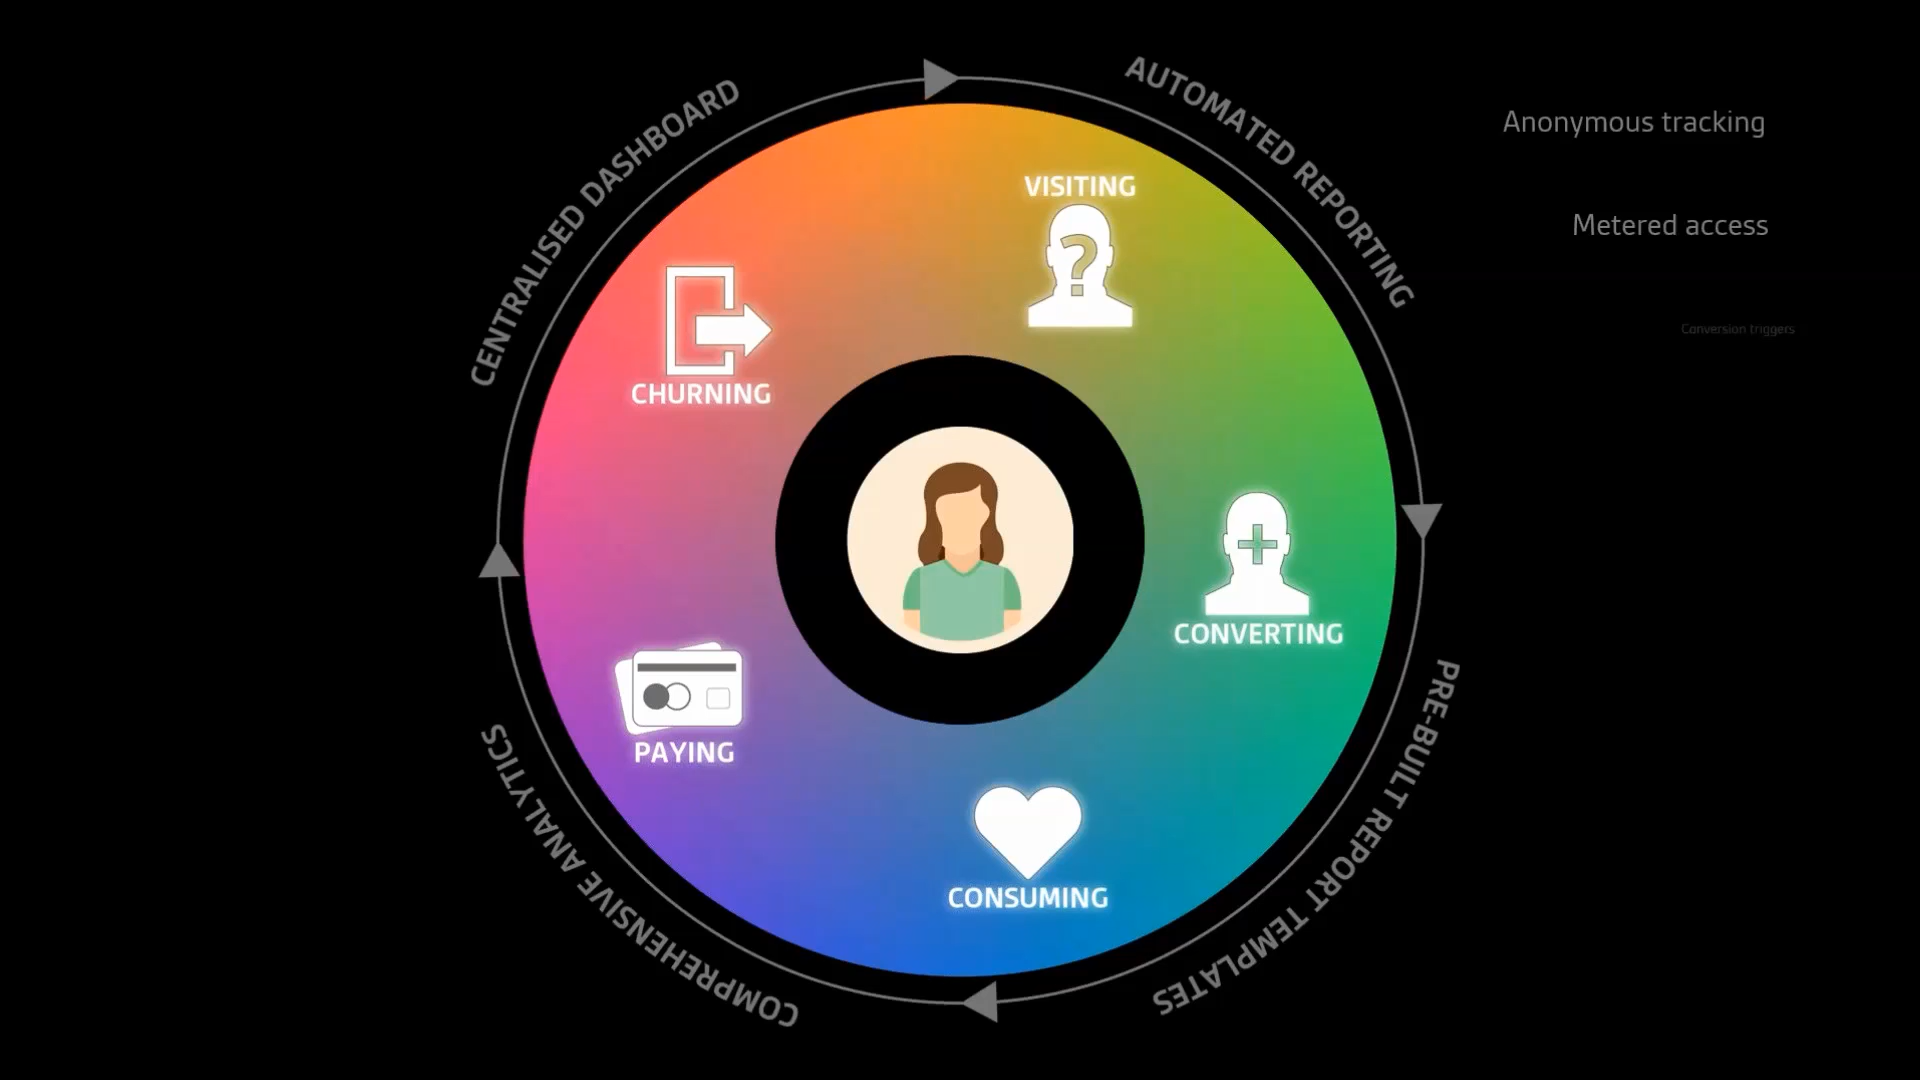 CENTRALISED DASHBOARD
AUTOMATED REPORTING
Anonymous tracking
VISITING
?
Metered access
Conversion triggers
CHURNING
CONVERTING
PRE-BUILT REPORT TEMPLATES
PAYING
COMPREHENSIVE ANALYTICS
CONSUMING